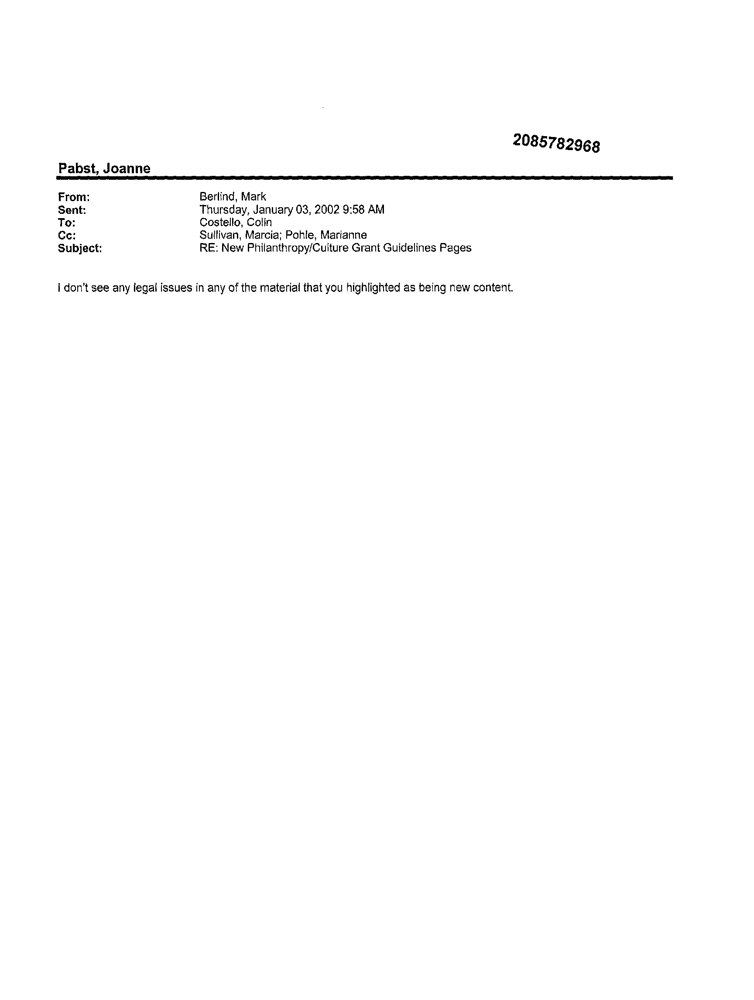 2085782968
Pabst, Joanne
From: Berlind, Mark
Sent: Thursday, January 03, 2002 9:58 AM
To: Costello, Colin
Cc: Sullivan, Marcia; Pohle, Marianne
Subject: RE: New Philanthropy/Culture Grant Guidelines Pages
I don't see any legal issues in any of the material that you highlighted as being new content.